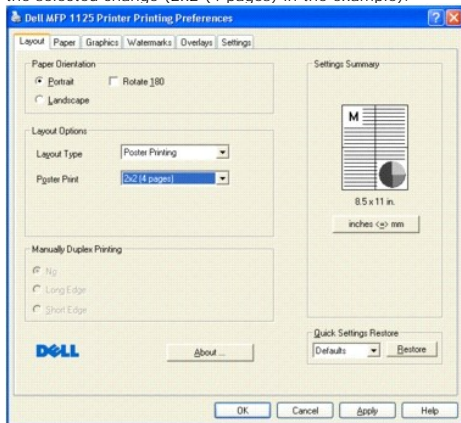 the selected change (2x2 (4 pages) in the example).
Dell MFP 1125 Printer Printing Preferences
Layout Paper Graphics Watermarks Overlays Settings
Paper Orientation
Portrait Rotate 180
Landscape
Layout Options
Layout Type Poster Printing
Poster Print 2x2 (4 pages)
Manually Duplex Printing
No
Long Edge
Short Edge
DELL
About ...
Settings Summary
M
8.5 x 11 in.
inches <=> mm
Quick Settings Restore
Defaults Restore
OK Cancel Apply Help